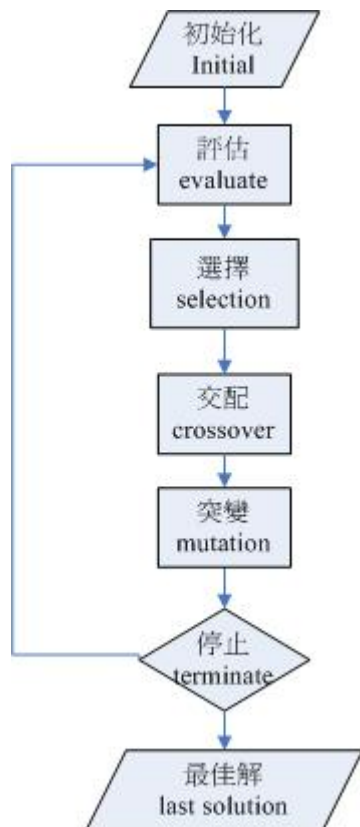 初始化
Initial
評估
evaluate
選擇
selection
交配
crossover
突變
mutation
停止
terminate
最佳解
last solution